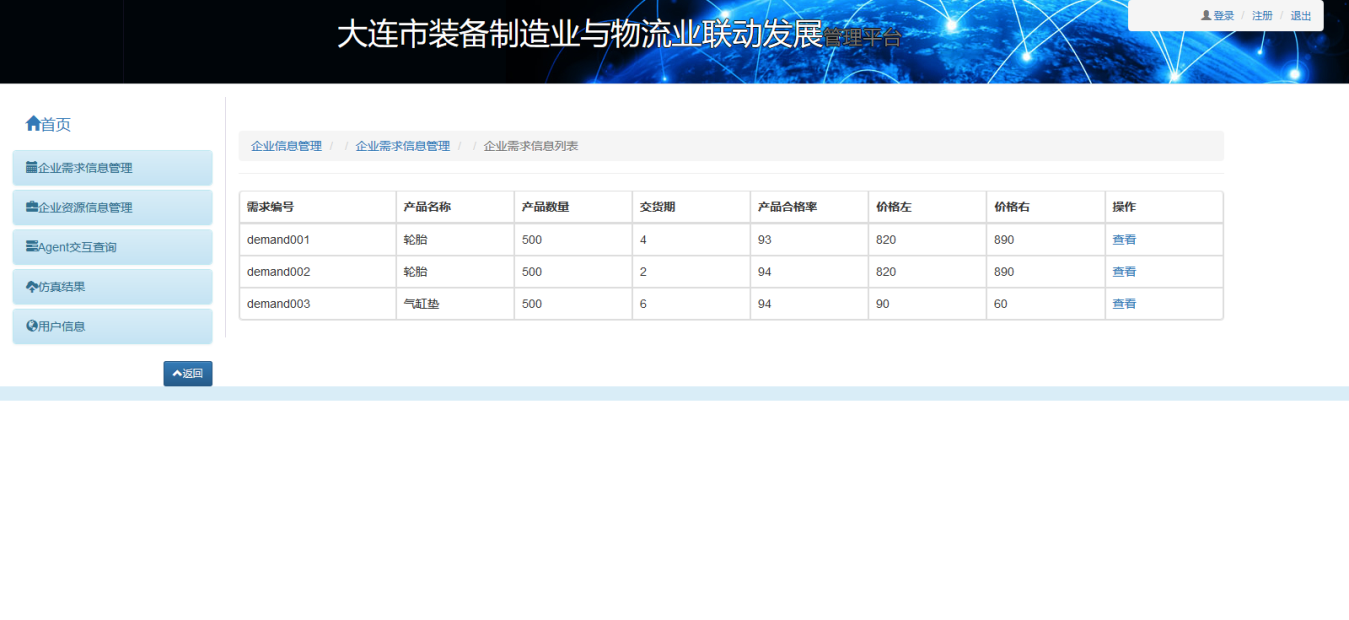 大连市装备制造业与物流业联动发展管理平台
登录 / 注册 / 退出
首页
企业需求信息管理
企业资源信息管理
Agent交互查询
仿真结果
用户信息
返回
企业信息管理 / / 企业需求信息管理 / / 企业需求信息列表
需求编号 产品名称 产品数量 交货期 产品合格率 价格左 价格右 操作
demand001 轮胎 500 4 93 820 890 查看
demand002 轮胎 500 2 94 820 890 查看
demand003 气缸垫 500 6 94 90 60 查看